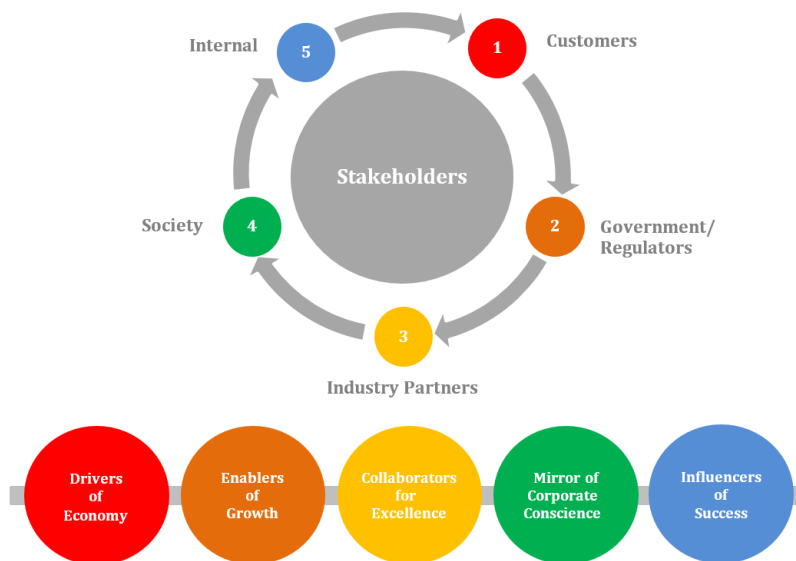 Internal
5
1
Customers
Stakeholders
Society
4
2
Government/
Regulators
3
Industry Partners
Drivers
of
Economy
Enablers
of
Growth
Collaborators
for
Excellence
Mirror of
Corporate
Conscience
Influencers
of
Success